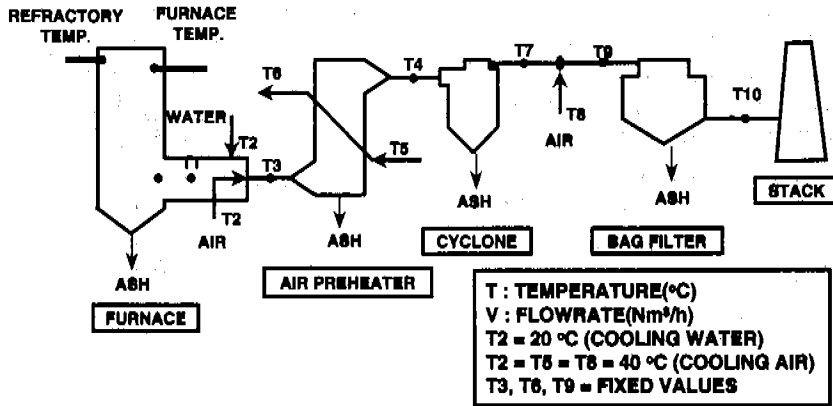 REFRACTORY TEMP.
FURNACE TEMP.
WATER
T2
T1
T2
AIR
ASH
FURNACE
T3
T6
T5
ASH
AIR PREHEATER
T4
ASH
CYCLONE
T7
T8
AIR
T9
ASH
BAG FILTER
T10
STACK
T : TEMPERATURE(°C)
V : FLOWRATE(Nm³/h)
T2 = 20 °C (COOLING WATER)
T2 = T5 = T8 = 40 °C (COOLING AIR)
T3, T6, T9 = FIXED VALUES